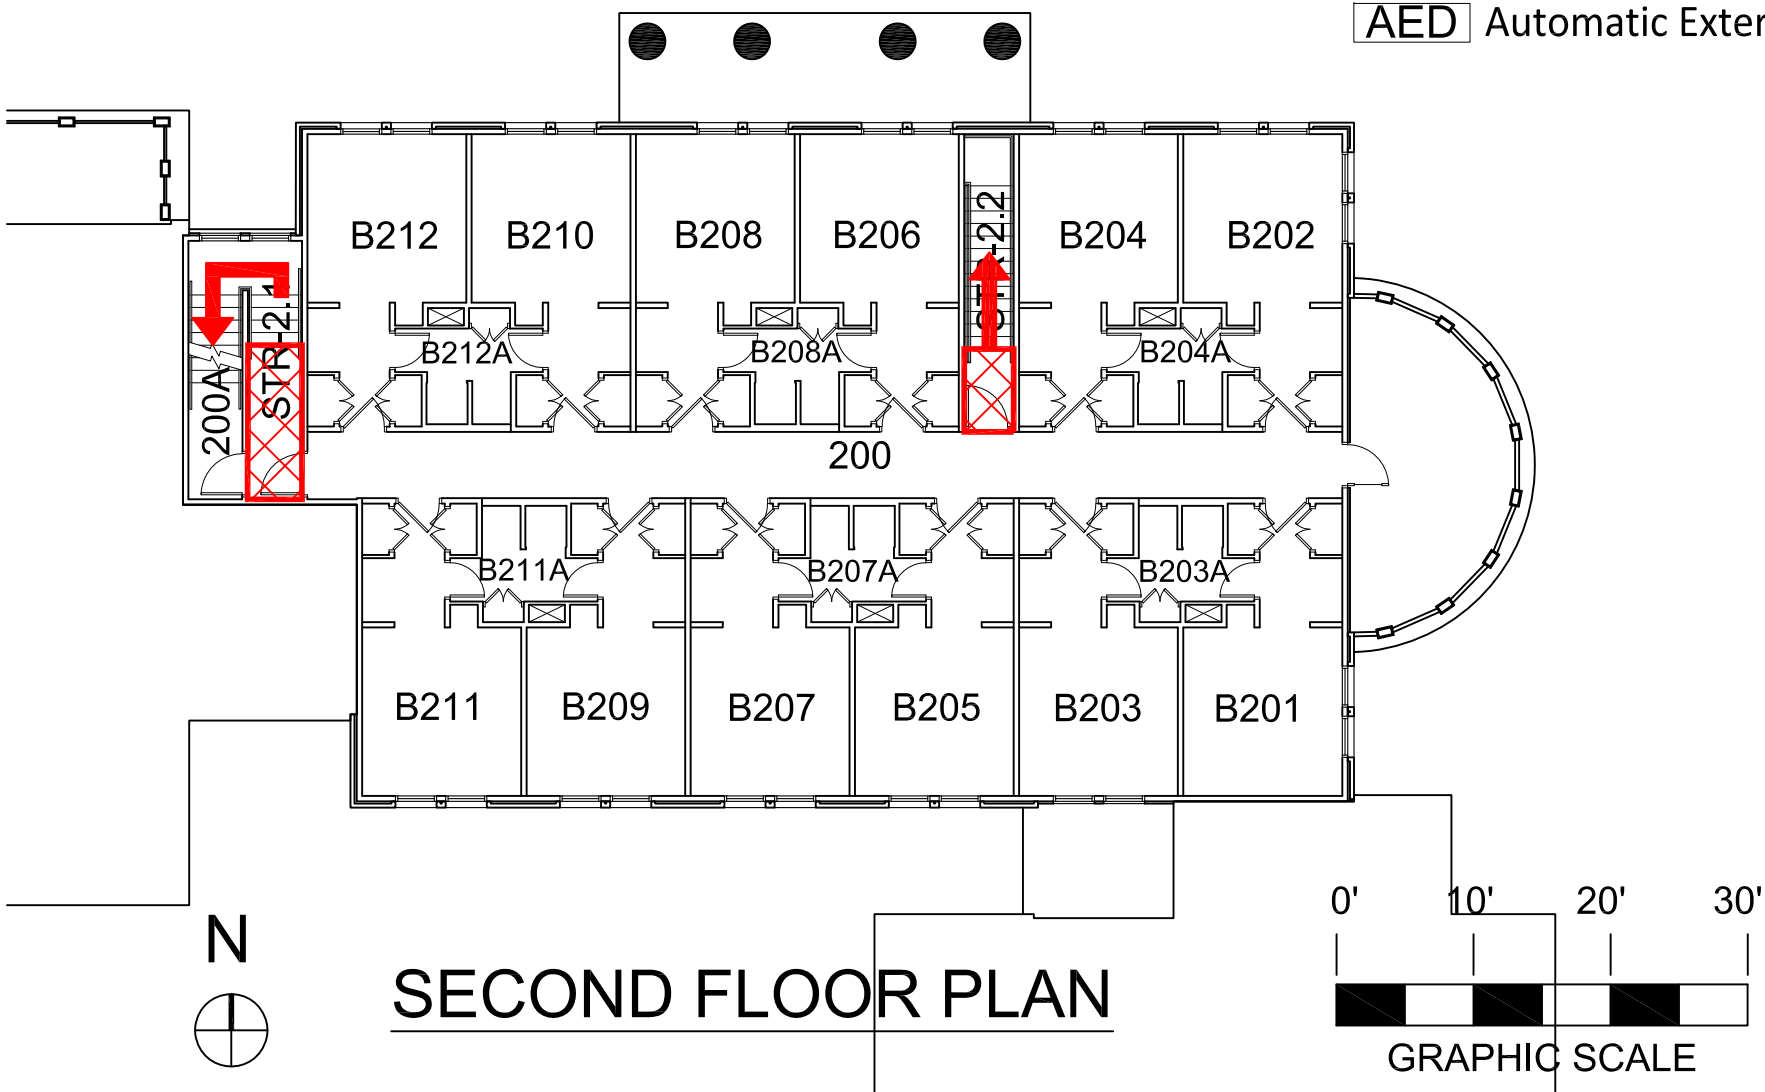 AED Automatic Exter
B212 B210 B208 B206 STR-2.2 B204 B202
STR-2.1
B212A B208A B204A
200A
200
B211A B207A B203A
B211 B209 B207 B205 B203 B201
0' 10' 20' 30'
N
SECOND FLOOR PLAN
GRAPHIC SCALE